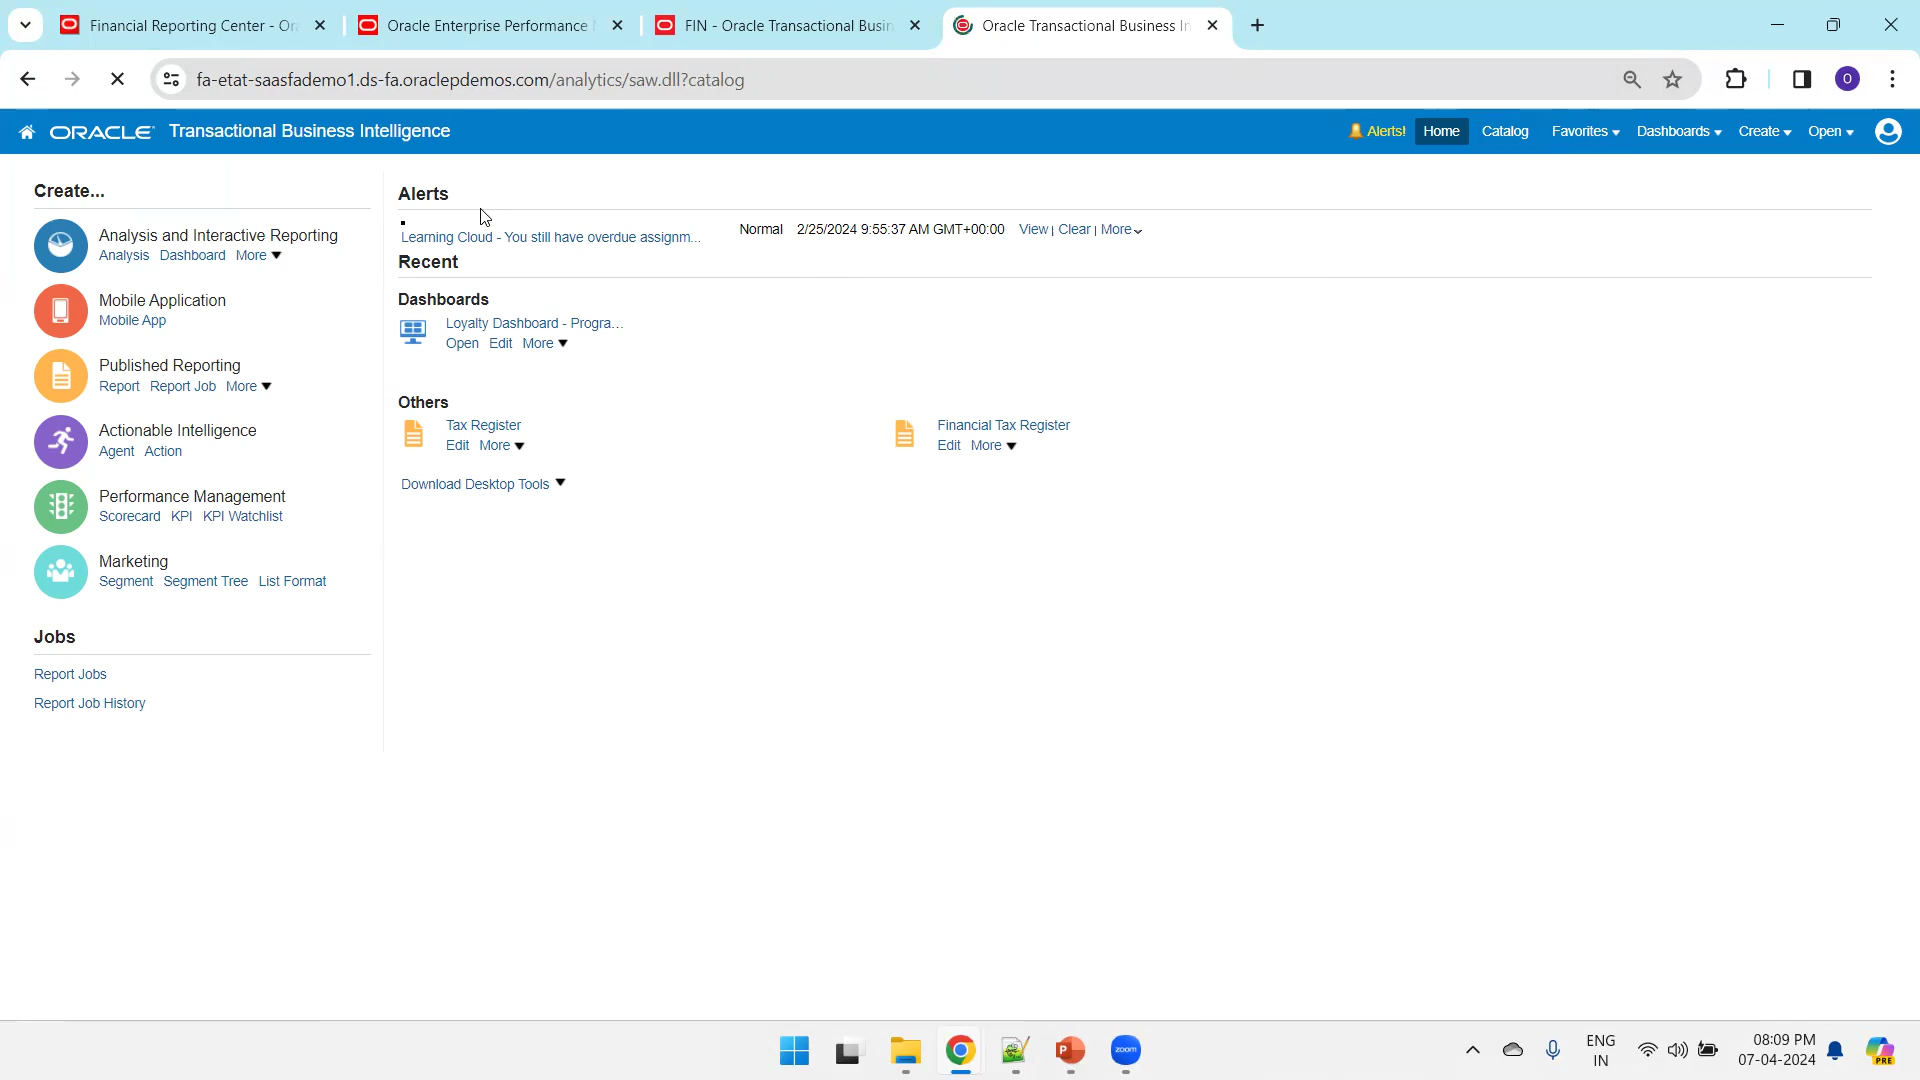 Financial Reporting Center - Or
Oracle Enterprise Performance
FIN - Oracle Transactional Busin
Oracle Transactional Business In
fa-etat-saasfademo1.ds-fa.oraclepdemos.com/analytics/saw.dll?catalog
O
ORACLE Transactional Business Intelligence
Alerts! Home Catalog Favorites Dashboards Create Open
Create...
Analysis and Interactive Reporting
Analysis Dashboard More
Mobile Application
Mobile App
Published Reporting
Report Report Job More
Actionable Intelligence
Agent Action
Performance Management
Scorecard KPI KPI Watchlist
Marketing
Segment Segment Tree List Format
Jobs
Report Jobs
Report Job History
Alerts
Learning Cloud - You still have overdue assignm... Normal 2/25/2024 9:55:37 AM GMT+00:00 View | Clear | More
Recent
Dashboards
Loyalty Dashboard - Progra...
Open Edit More
Others
Tax Register
Edit More
Financial Tax Register
Edit More
Download Desktop Tools
zoom
ENG
IN
08:09 PM
07-04-2024
PRE